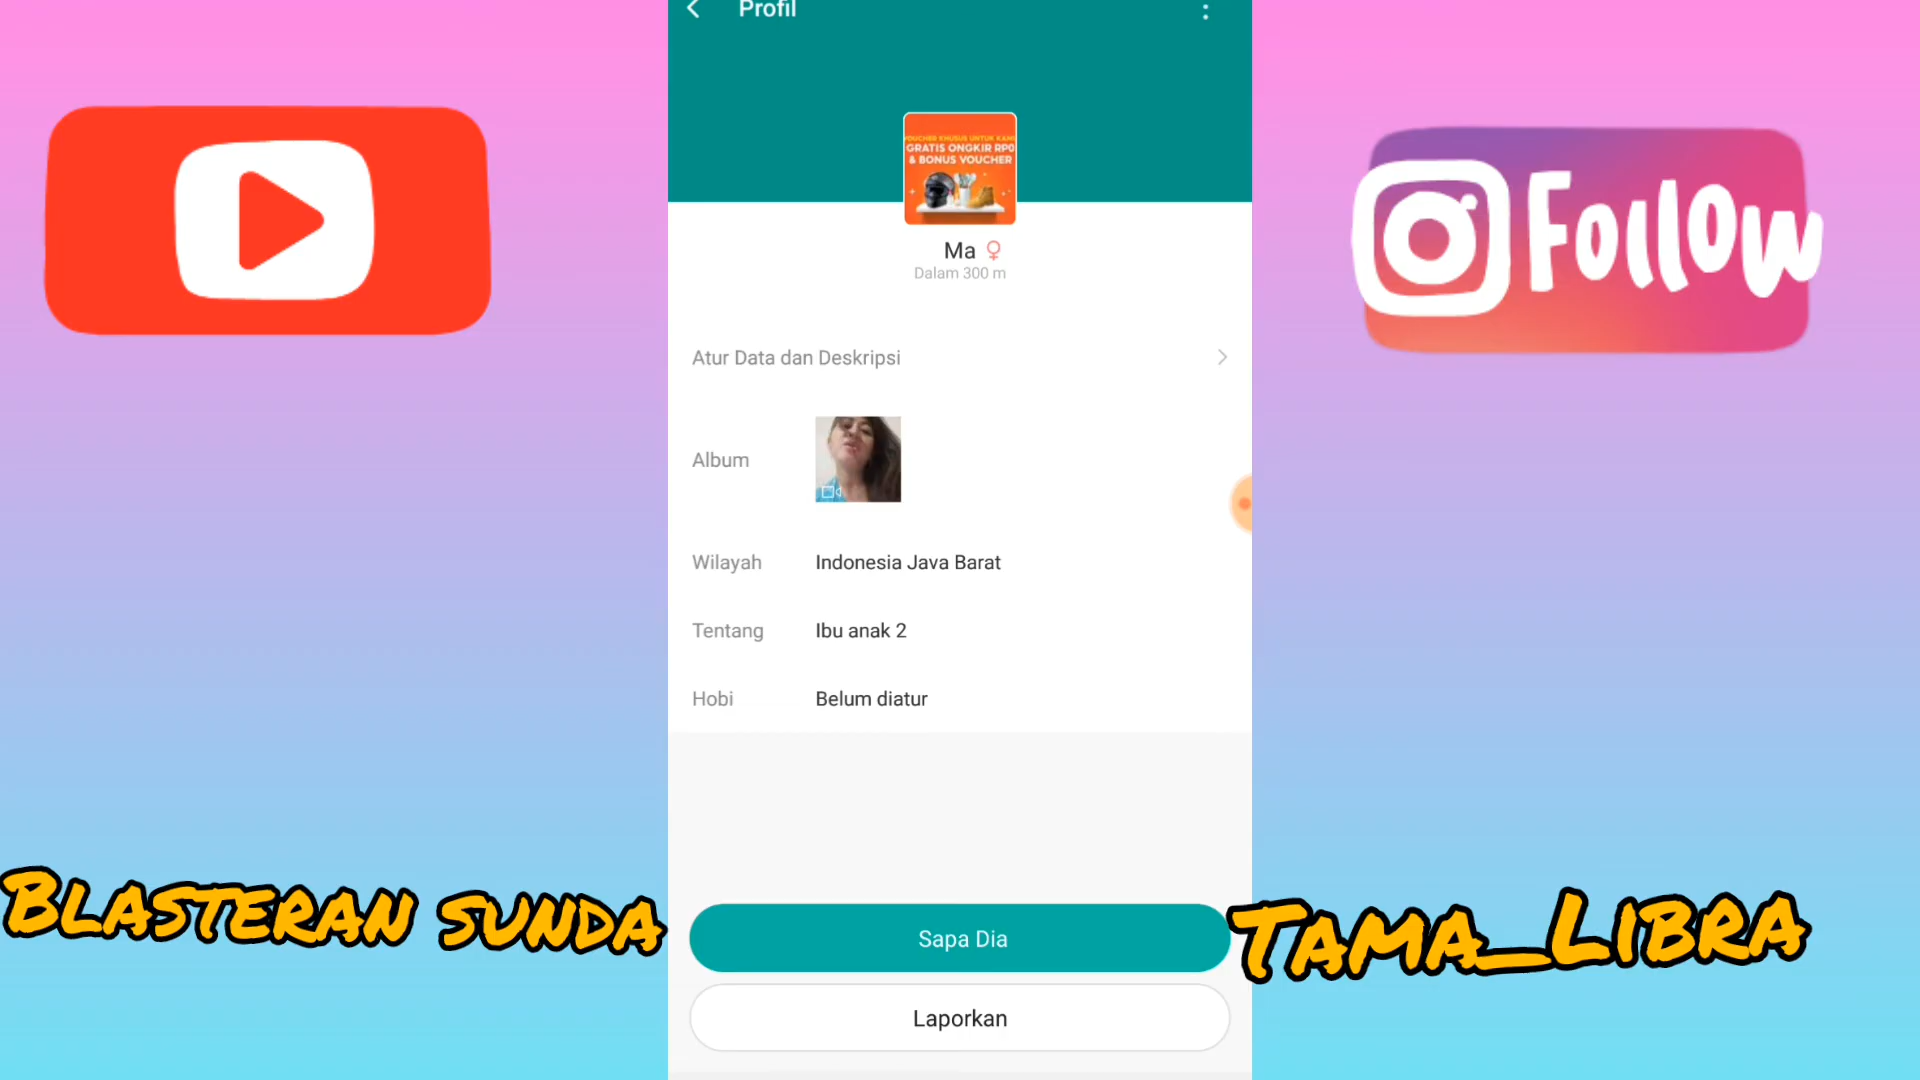 Profil
VOUCHER KHUSUS UNTUK KAMU
GRATIS ONGKIR RP0
& BONUS VOUCHER
Ma
Dalam 300 m
Atur Data dan Deskripsi
Album
Wilayah Indonesia Java Barat
Tentang Ibu anak 2
Hobi Belum diatur
Sapa Dia
Laporkan
Follow
BLASTERAN SUNDA
TAMA_LIBRA